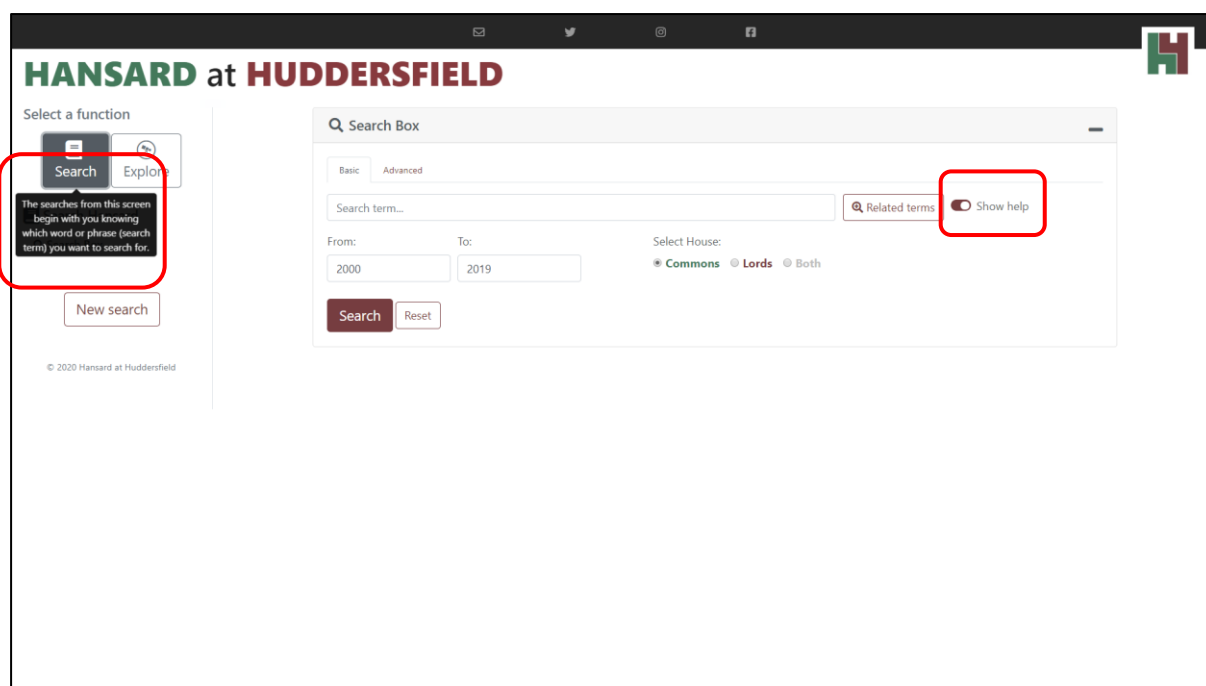 HANSARD at HUDDERSFIELD
Select a function
Search
Explore
The searches from this screen
begin with you knowing
which word or phrase (search
term) you want to search for.
New search
© 2020 Hansard at Huddersfield
Search Box
Basic Advanced
Search term...
Related terms
Show help
From: To: Select House:
2000 2019 Commons Lords Both
Search Reset